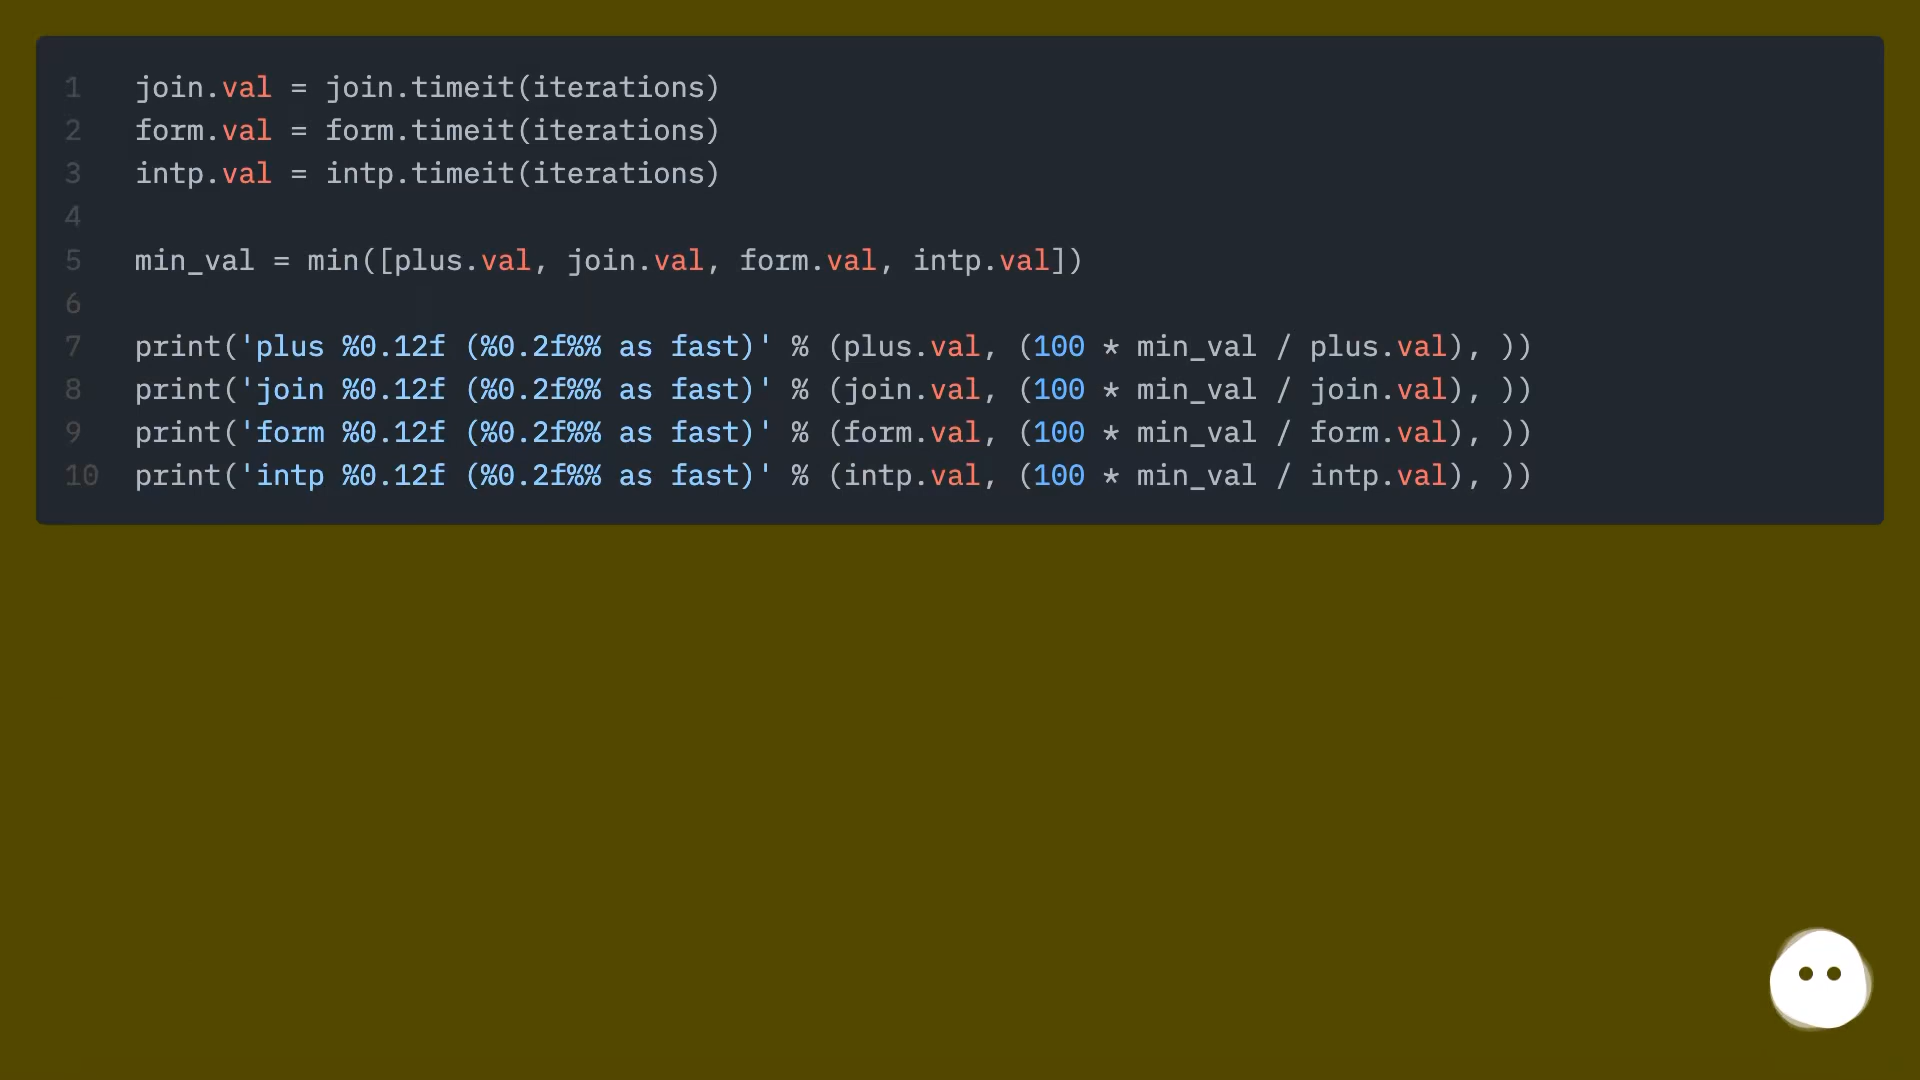 1 join.val = join.timeit(iterations)
2 form.val = form.timeit(iterations)
3 intp.val = intp.timeit(iterations)
4
5 min_val = min([plus.val, join.val, form.val, intp.val])
6
7 print('plus %0.12f (%0.2f%% as fast)' % (plus.val, (100 * min_val / plus.val), ))
8 print('join %0.12f (%0.2f%% as fast)' % (join.val, (100 * min_val / join.val), ))
9 print('form %0.12f (%0.2f%% as fast)' % (form.val, (100 * min_val / form.val), ))
10 print('intp %0.12f (%0.2f%% as fast)' % (intp.val, (100 * min_val / intp.val), ))